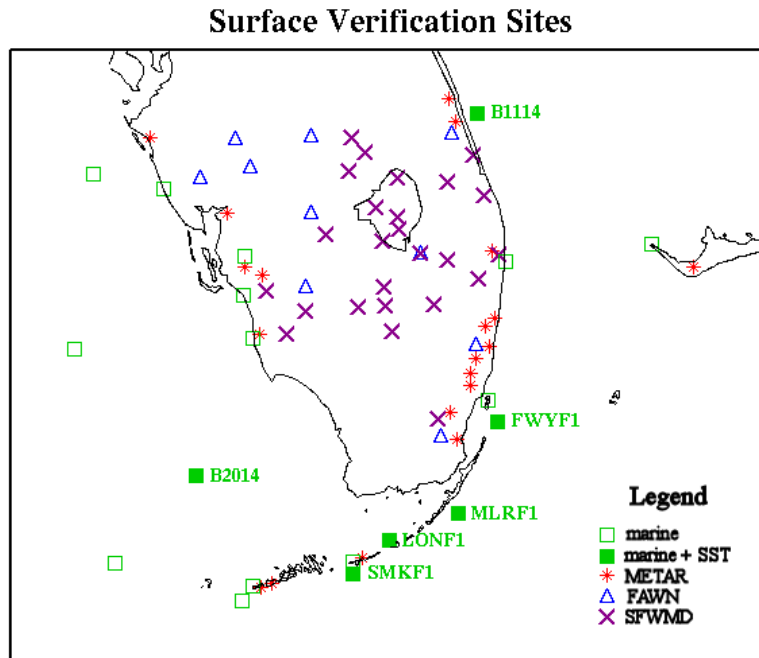 Surface Verification Sites
B1114
FWYF1
B2014
MLRF1
LONF1
SMKF1
Legend
marine
marine + SST
METAR
FAWN
SFWMD